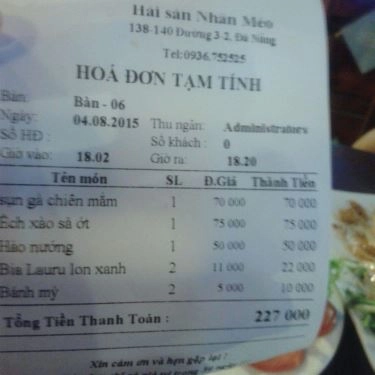 Hải sản Nhân Mẽo
138-140 Đường 3-2, Đà Nẵng
Tel:0936.752525
HOÁ ĐƠN TẠM TÍNH
Bàn: Bàn - 06
Ngày: 04.08.2015 Thu ngân: Administrators
Số HĐ : Số khách : 0
Giờ vào: 18.02 Giờ ra: 18.20
Tên món SL Đ.Giá Thành Tiền
sụn gà chiên mắm 1 70 000 70 000
Ếch xào sả ớt 1 75 000 75 000
Hào nướng 1 50 000 50 000
Bia Lauru lon xanh 2 11 000 22 000
Bánh mỳ 2 5 000 10 000
Tổng Tiền Thanh Toán : 227 000
Xin cảm ơn và hẹn gặp lại !